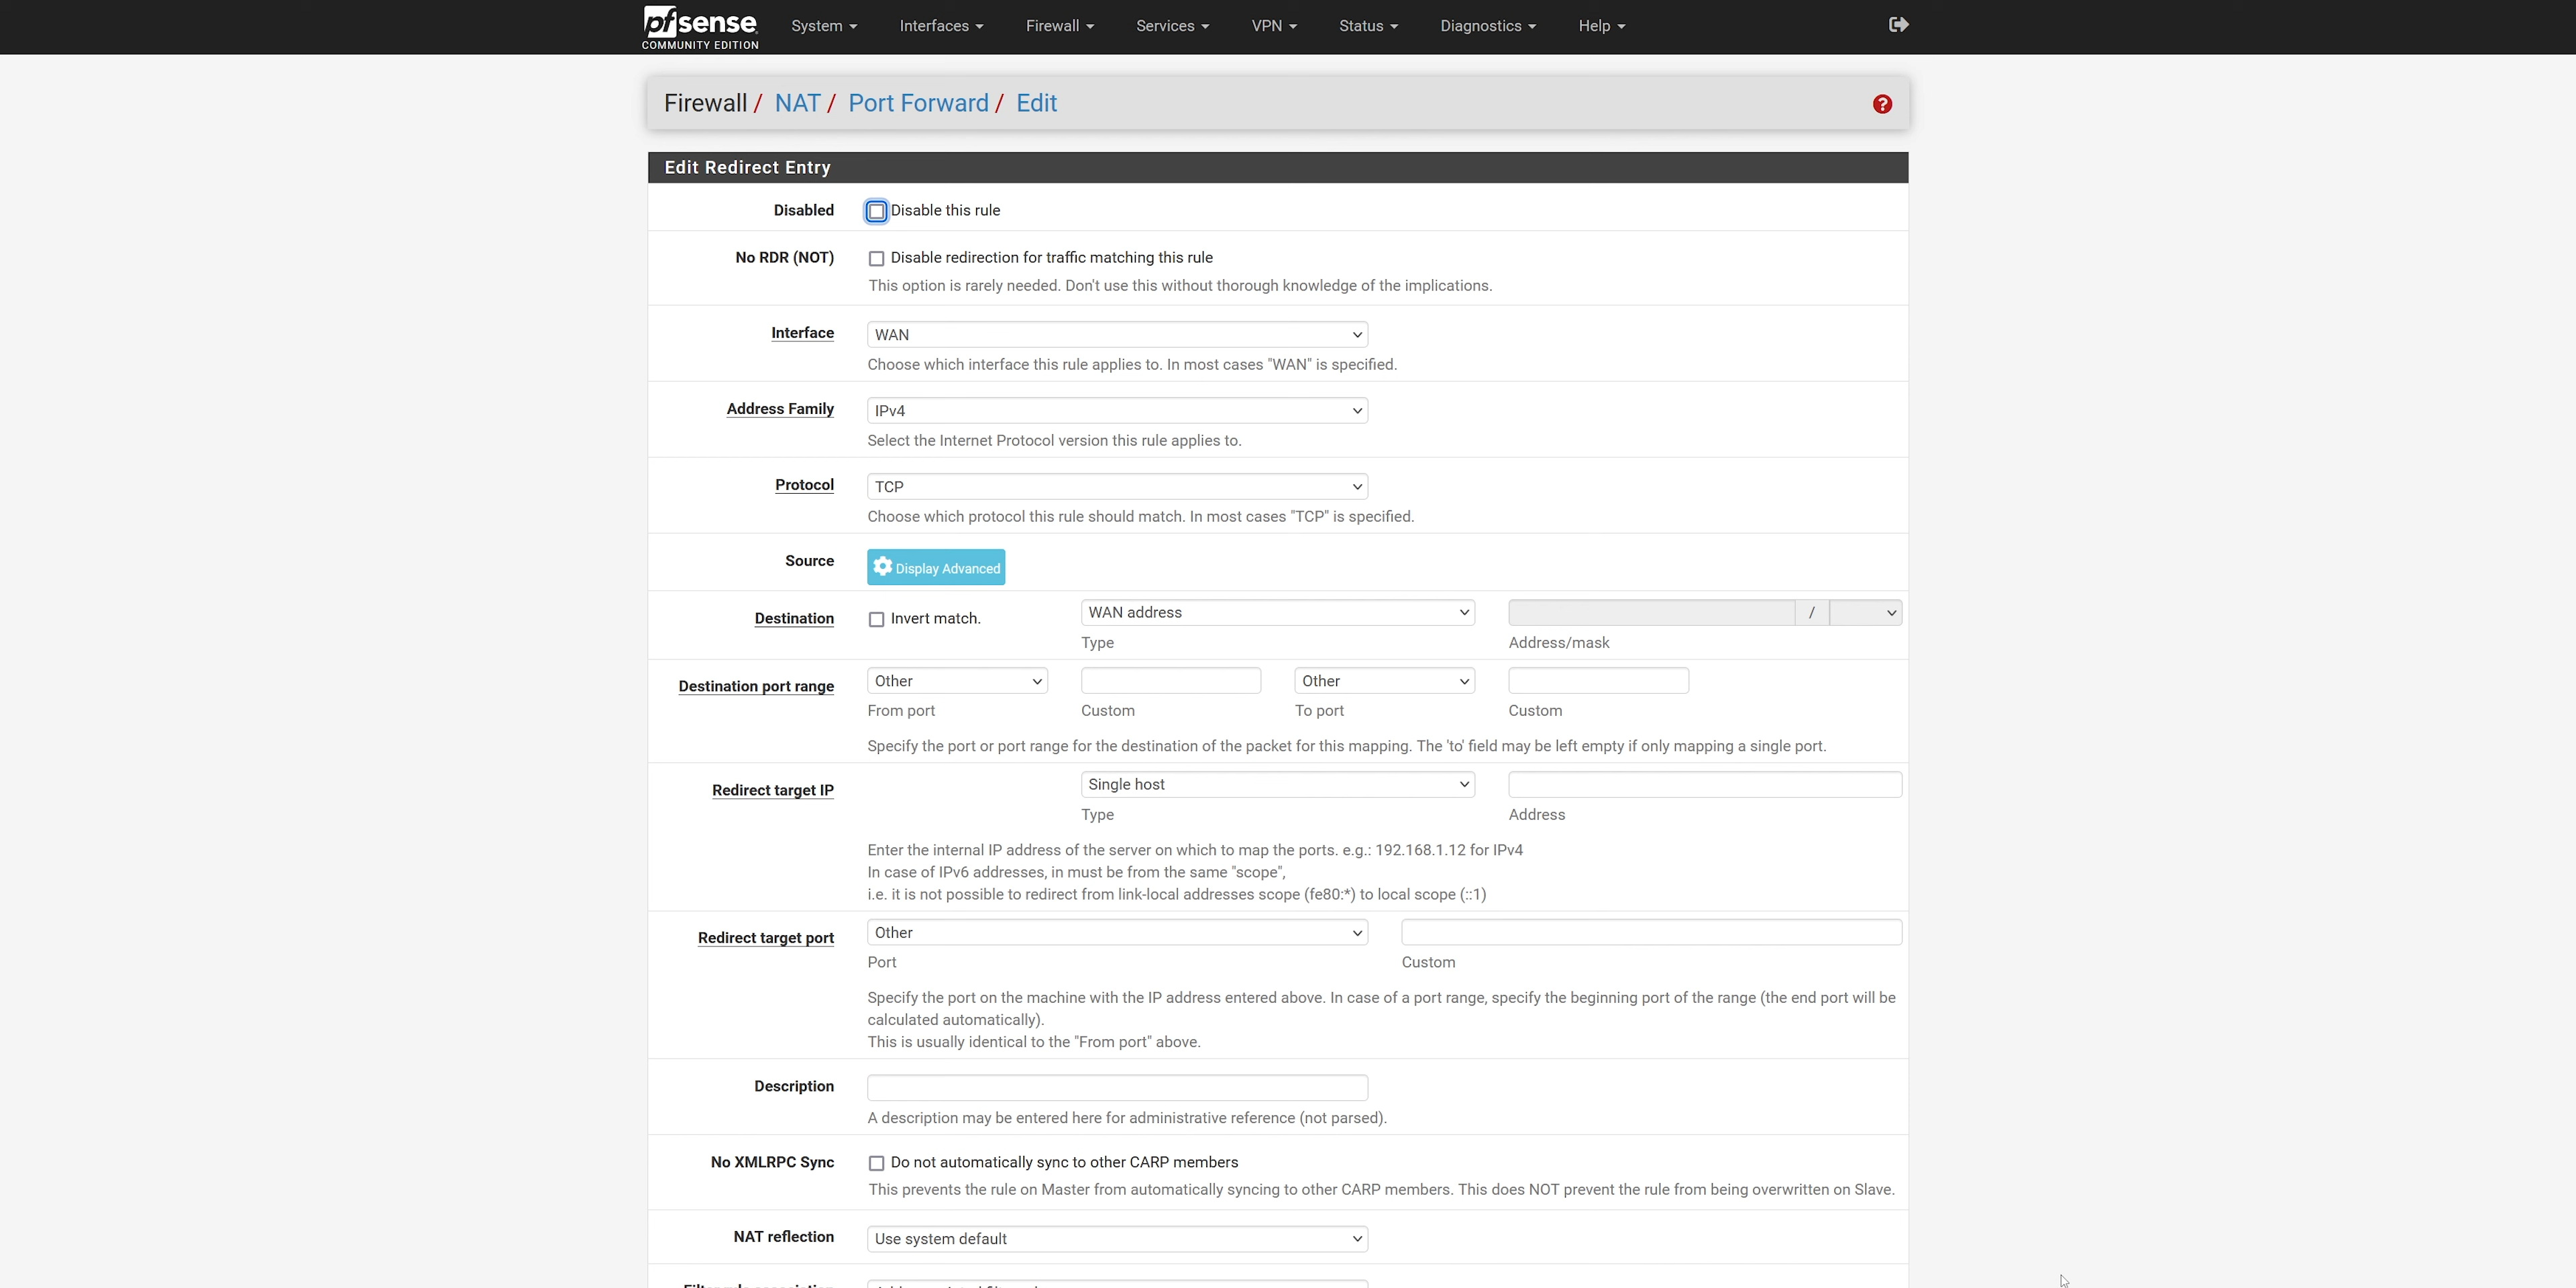 pfsense
COMMUNITY EDITION
System
Interfaces
Firewall
Services
VPN
Status
Diagnostics
Help
Firewall / NAT / Port Forward / Edit
?
Edit Redirect Entry
Disabled
Disable this rule
No RDR (NOT)
Disable redirection for traffic matching this rule
This option is rarely needed. Don't use this without thorough knowledge of the implications.
Interface
WAN
Choose which interface this rule applies to. In most cases "WAN" is specified.
Address Family
IPv4
Select the Internet Protocol version this rule applies to.
Protocol
TCP
Choose which protocol this rule should match. In most cases "TCP" is specified.
Source
Display Advanced
Destination
Invert match.
WAN address
/
Type
Address/mask
Destination port range
Other
Other
From port
Custom
To port
Custom
Specify the port or port range for the destination of the packet for this mapping. The 'to' field may be left empty if only mapping a single port.
Redirect target IP
Single host
Type
Address
Enter the internal IP address of the server on which to map the ports. e.g.: 192.168.1.12 for IPv4
In case of IPv6 addresses, in must be from the same "scope",
i.e. it is not possible to redirect from link-local addresses scope (fe80:*) to local scope (::1)
Redirect target port
Other
Port
Custom
Specify the port on the machine with the IP address entered above. In case of a port range, specify the beginning port of the range (the end port will be
calculated automatically).
This is usually identical to the "From port" above.
Description
A description may be entered here for administrative reference (not parsed).
No XMLRPC Sync
Do not automatically sync to other CARP members
This prevents the rule on Master from automatically syncing to other CARP members. This does NOT prevent the rule from being overwritten on Slave.
NAT reflection
Use system default